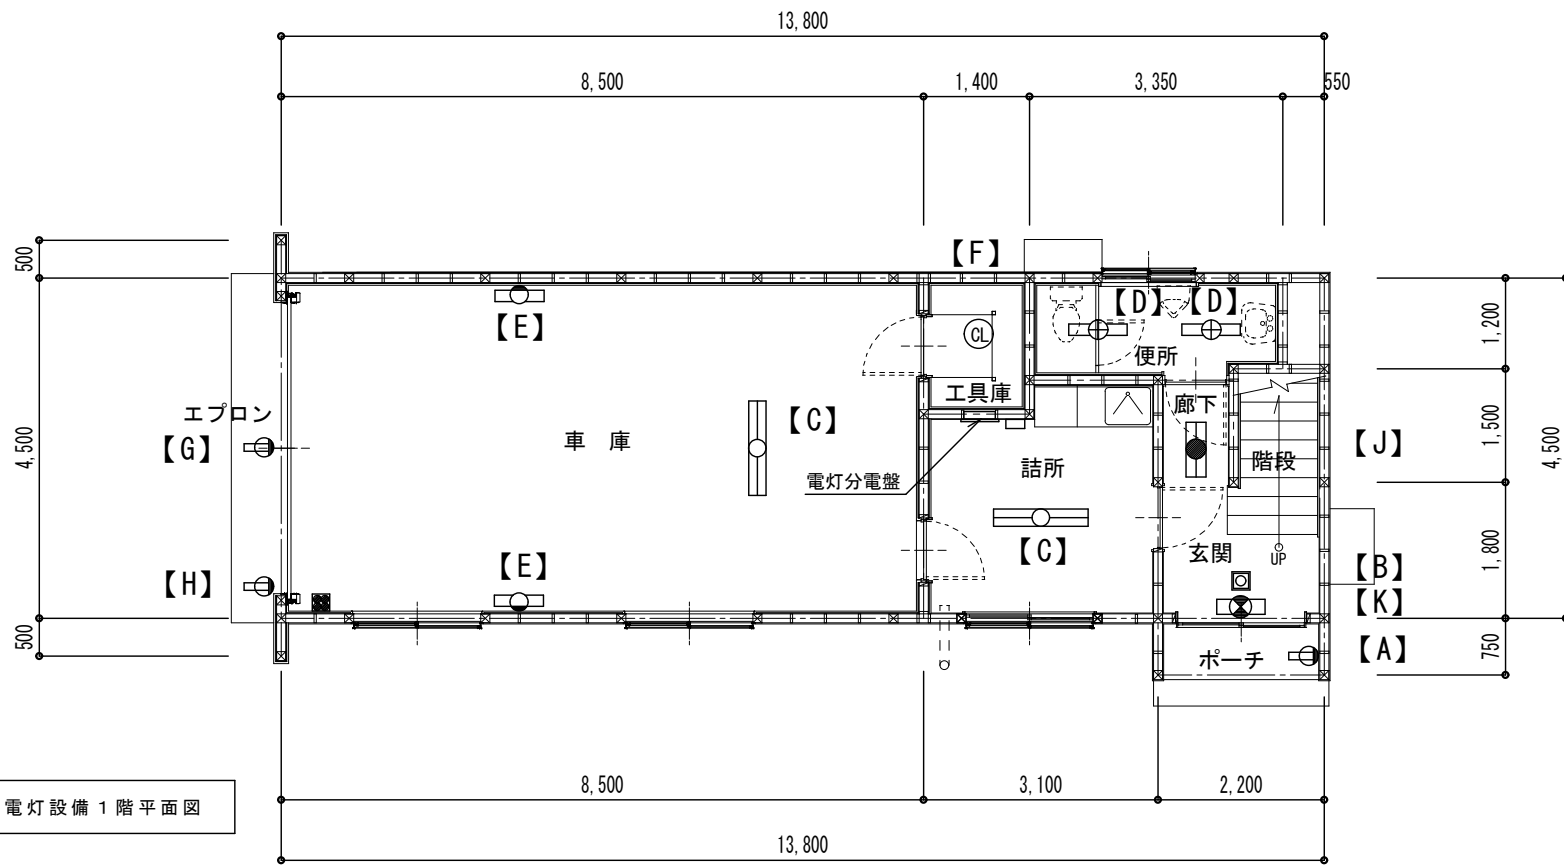 13,800
8,500
1,400
3,350
550
500
4,500
500
【F】
【D】
【D】
【E】
CL
便所
工具庫
エプロン
【G】
車 庫
【C】
廊下
【J】
電灯分電盤
詰所
階段
【C】
【E】
【H】
玄関
UP
【B】
【K】
ポーチ
【A】
1,200
1,500
1,800
750
4,500
8,500
3,100
2,200
13,800
電灯設備1階平面図